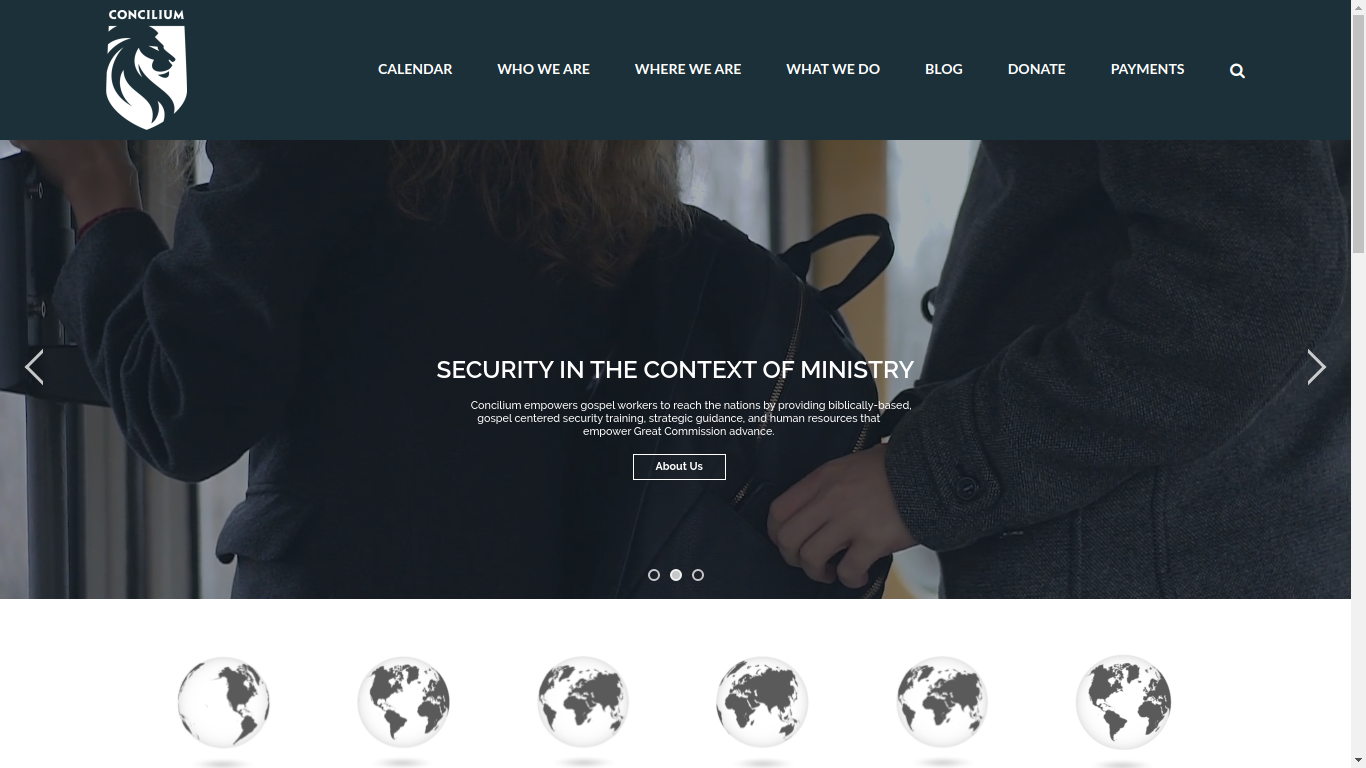 CONCILIUM
CALENDAR WHO WE ARE WHERE WE ARE WHAT WE DO BLOG DONATE PAYMENTS
SECURITY IN THE CONTEXT OF MINISTRY
Concilium empowers gospel workers to reach the nations by providing biblically-based,
gospel centered security training, strategic guidance, and human resources that
empower Great Commission advance.
About Us